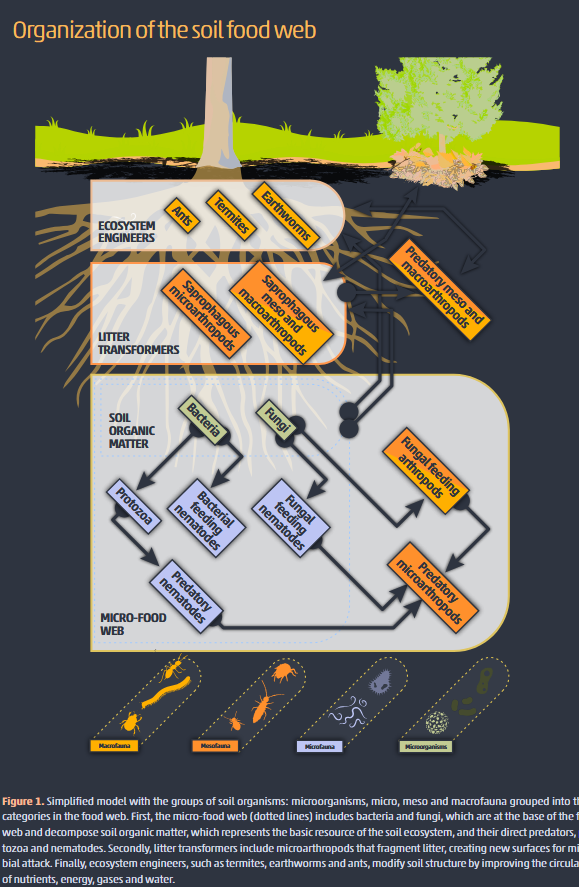 Organization of the soil food web
Ants
Termites
Earthworms
ECOSYSTEM
ENGINEERS
Predatory meso and
macroarthropods
Saprophagous
microarthropods
Saprophagous
meso and
macroarthropods
LITTER
TRANSFORMERS
SOIL
ORGANIC
MATTER
Bacteria
Fungi
Fungal feeding
arthropods
Protozoa
Bacterial
feeding
nematodes
Fungal
feeding
nematodes
Predatory
nematodes
Predatory
microarthropods
MICRO-FOOD
WEB
Macrofauna
Mesofauna
Microfauna
Microorganisms
Figure 1. Simplified model with the groups of soil organisms: microorganisms, micro, meso and macrofauna grouped into
categories in the food web. First, the micro-food web (dotted lines) includes bacteria and fungi, which are at the base of the
web and decompose soil organic matter, which represents the basic resource of the soil ecosystem, and their direct predators,
tozoa and nematodes. Secondly, litter transformers include microarthropods that fragment litter, creating new surfaces for mi
bial attack. Finally, ecosystem engineers, such as termites, earthworms and ants, modify soil structure by improving the circula
of nutrients, energy, gases and water.